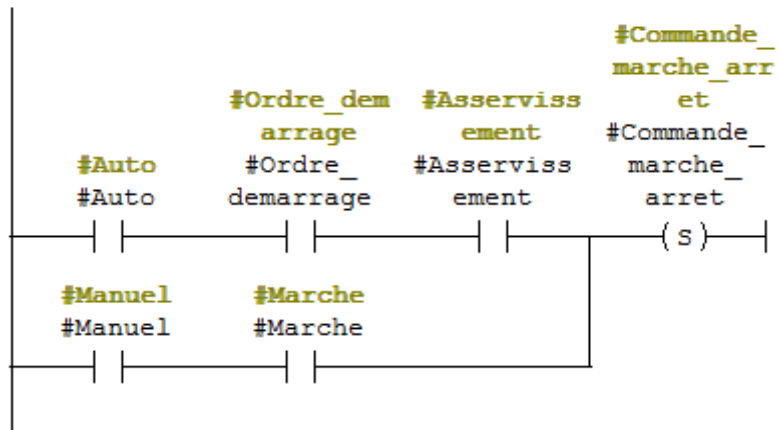 #Commande_
marche_arr
et
#Ordre_dem
arrage
#Asserviss
ement
#Commande_
marche_
arret
#Auto
#Auto
#Ordre_
demarrage
#Asserviss
ement
( S )
#Manuel
#Manuel
#Marche
#Marche